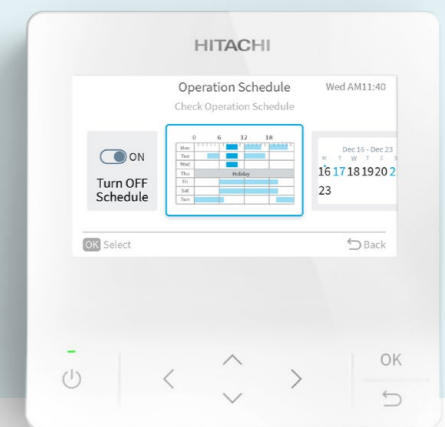 HITACHI
Operation Schedule
Wed AM11:40
Check Operation Schedule
ON
Turn OFF
Schedule
0 6 12 18
Mon
Tue
Wed
Thu Holiday
Fri
Sat
Sun
Dec 16 - Dec 23
M T W T F S
16 17 18 19 20 2
23
OK Select
Back
OK